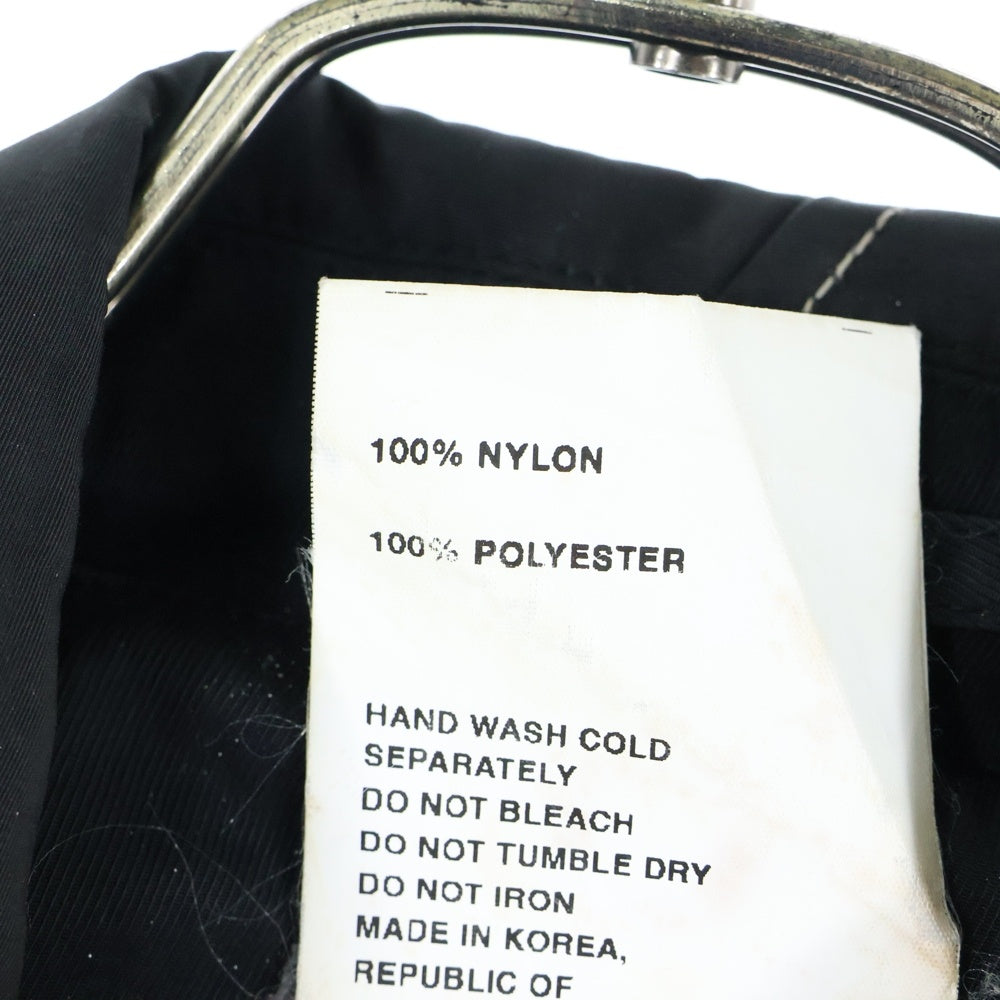 100% NYLON
100% POLYESTER
HAND WASH COLD
SEPARATELY
DO NOT BLEACH
DO NOT TUMBLE DRY
DO NOT IRON
MADE IN KOREA,
REPUBLIC OF